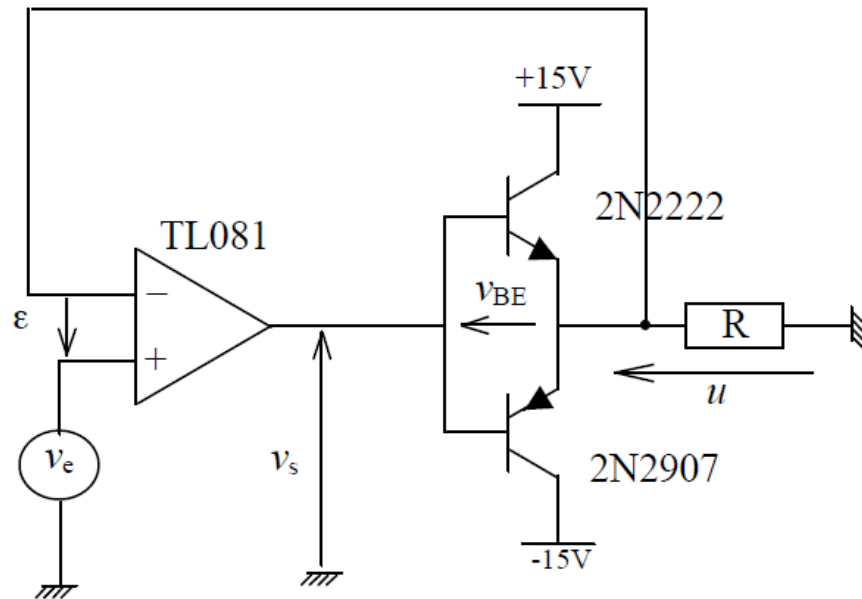 +15V
2N2222
TL081
−
v_BE
ε
+
R
u
v_e
v_s
2N2907
-15V